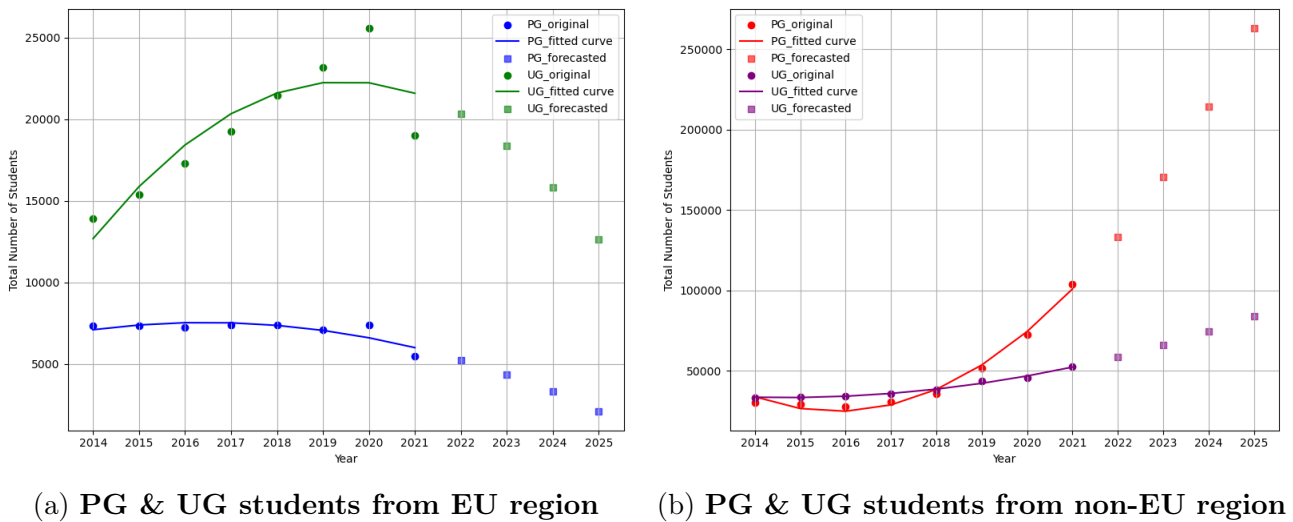 25000
20000
15000
10000
5000
Total Number of Students
PG_original
PG_fitted curve
PG_forecasted
UG_original
UG_fitted curve
UG_forecasted
2014 2015 2016 2017 2018 2019 2020 2021 2022 2023 2024 2025
Year
(a) PG & UG students from EU region
250000
200000
150000
100000
50000
Total Number of Students
PG_original
PG_fitted curve
PG_forecasted
UG_original
UG_fitted curve
UG_forecasted
2014 2015 2016 2017 2018 2019 2020 2021 2022 2023 2024 2025
Year
(b) PG & UG students from non-EU region